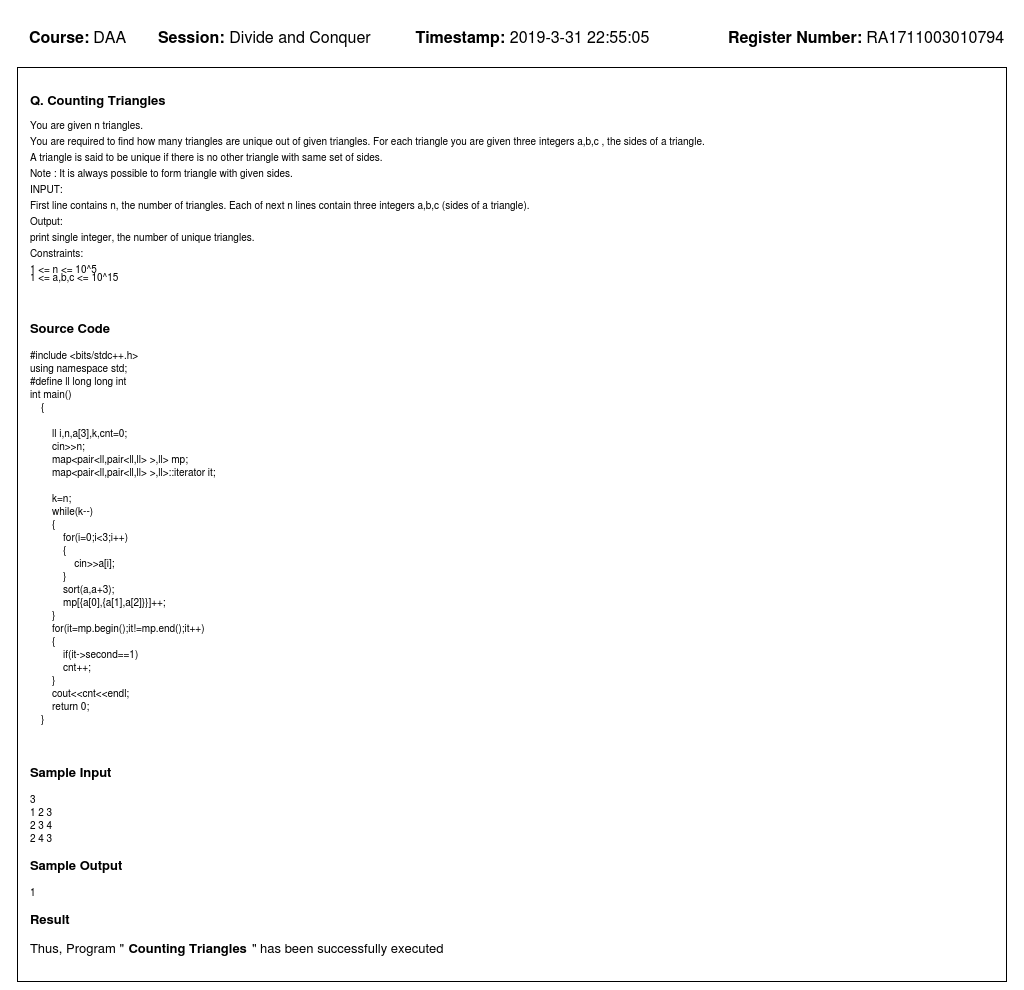 Course: DAA Session: Divide and Conquer Timestamp: 2019-3-31 22:55:05 Register Number: RA1711003010794
Q. Counting Triangles
You are given n triangles.
You are required to find how many triangles are unique out of given triangles. For each triangle you are given three integers a,b,c , the sides of a triangle.
A triangle is said to be unique if there is no other triangle with same set of sides.
Note : It is always possible to form triangle with given sides.
INPUT:
First line contains n, the number of triangles. Each of next n lines contain three integers a,b,c (sides of a triangle).
Output:
print single integer, the number of unique triangles.
Constraints:
1 <= n <= 10^5
1 <= a,b,c <= 10^15
Source Code
#include <bits/stdc++.h>
using namespace std;
#define ll long long int
int main()
{
ll i,n,a[3],k,cnt=0;
cin>>n;
map<pair<ll,pair<ll,ll> >,ll> mp;
map<pair<ll,pair<ll,ll> >,ll>::iterator it;
k=n;
while(k--)
{
for(i=0;i<3;i++)
{
cin>>a[i];
}
sort(a,a+3);
mp[{a[0],{a[1],a[2]}}]++;
}
for(it=mp.begin();it!=mp.end();it++)
{
if(it->second==1)
cnt++;
}
cout<<cnt<<endl;
return 0;
}
Sample Input
3
1 2 3
2 3 4
2 4 3
Sample Output
1
Result
Thus, Program " Counting Triangles " has been successfully executed